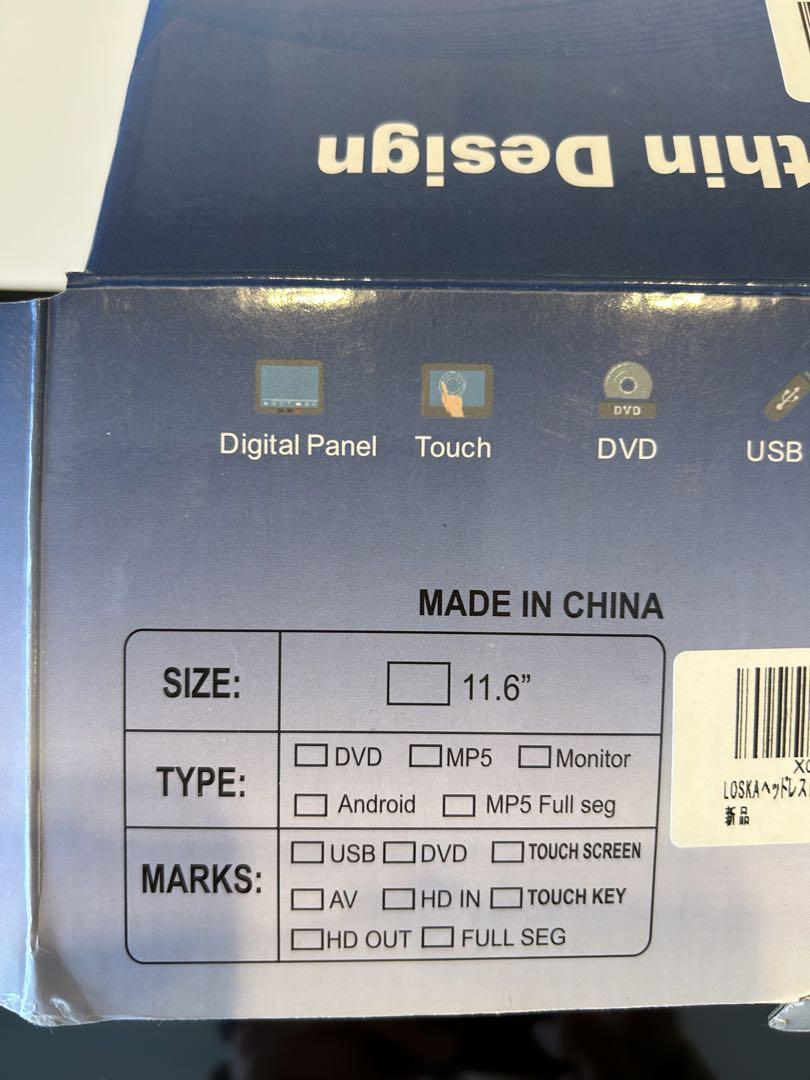 thin Design
Digital Panel Touch DVD USB
DVD
MADE IN CHINA
SIZE: 11.6”
TYPE: DVD MP5 Monitor
Android MP5 Full seg
MARKS: USB DVD TOUCH SCREEN
AV HD IN TOUCH KEY
HD OUT FULL SEG
LOSKAヘッドレス
新品